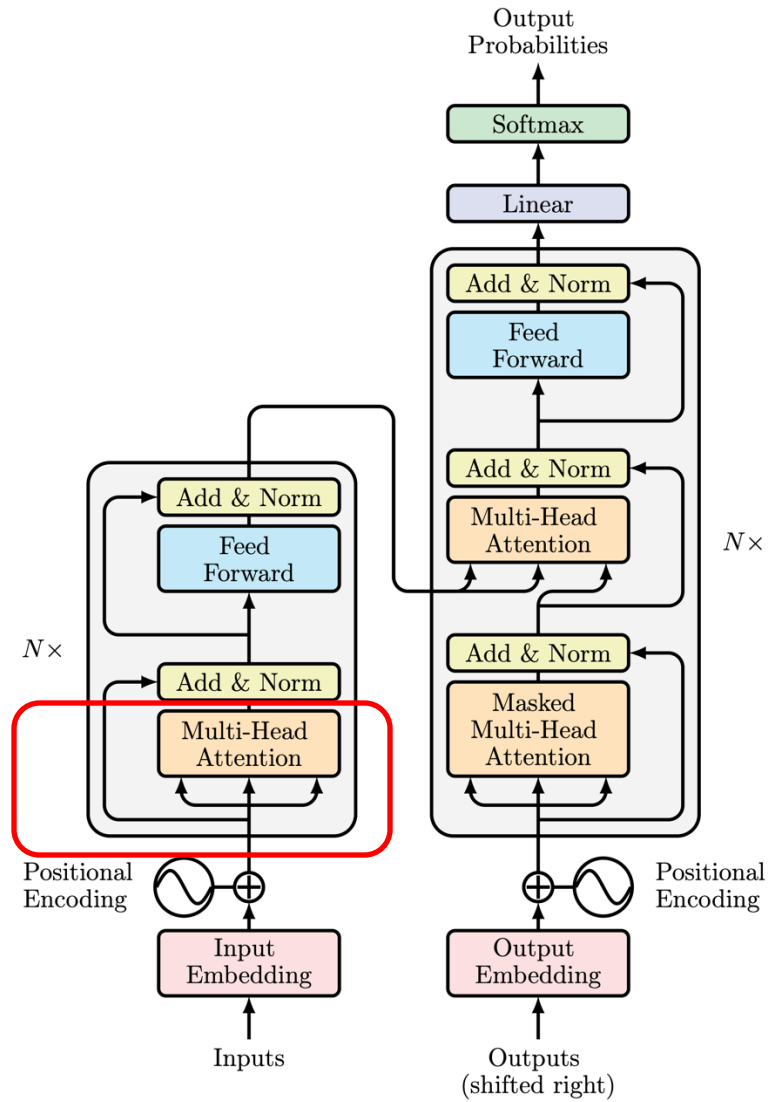 Output
Probabilities
Softmax
Linear
Add & Norm
Feed
Forward
Add & Norm
Multi-Head
Attention
N×
Add & Norm
Masked
Multi-Head
Attention
Add & Norm
Feed
Forward
N×
Add & Norm
Multi-Head
Attention
Positional
Encoding
Positional
Encoding
Input
Embedding
Output
Embedding
Inputs
Outputs
(shifted right)